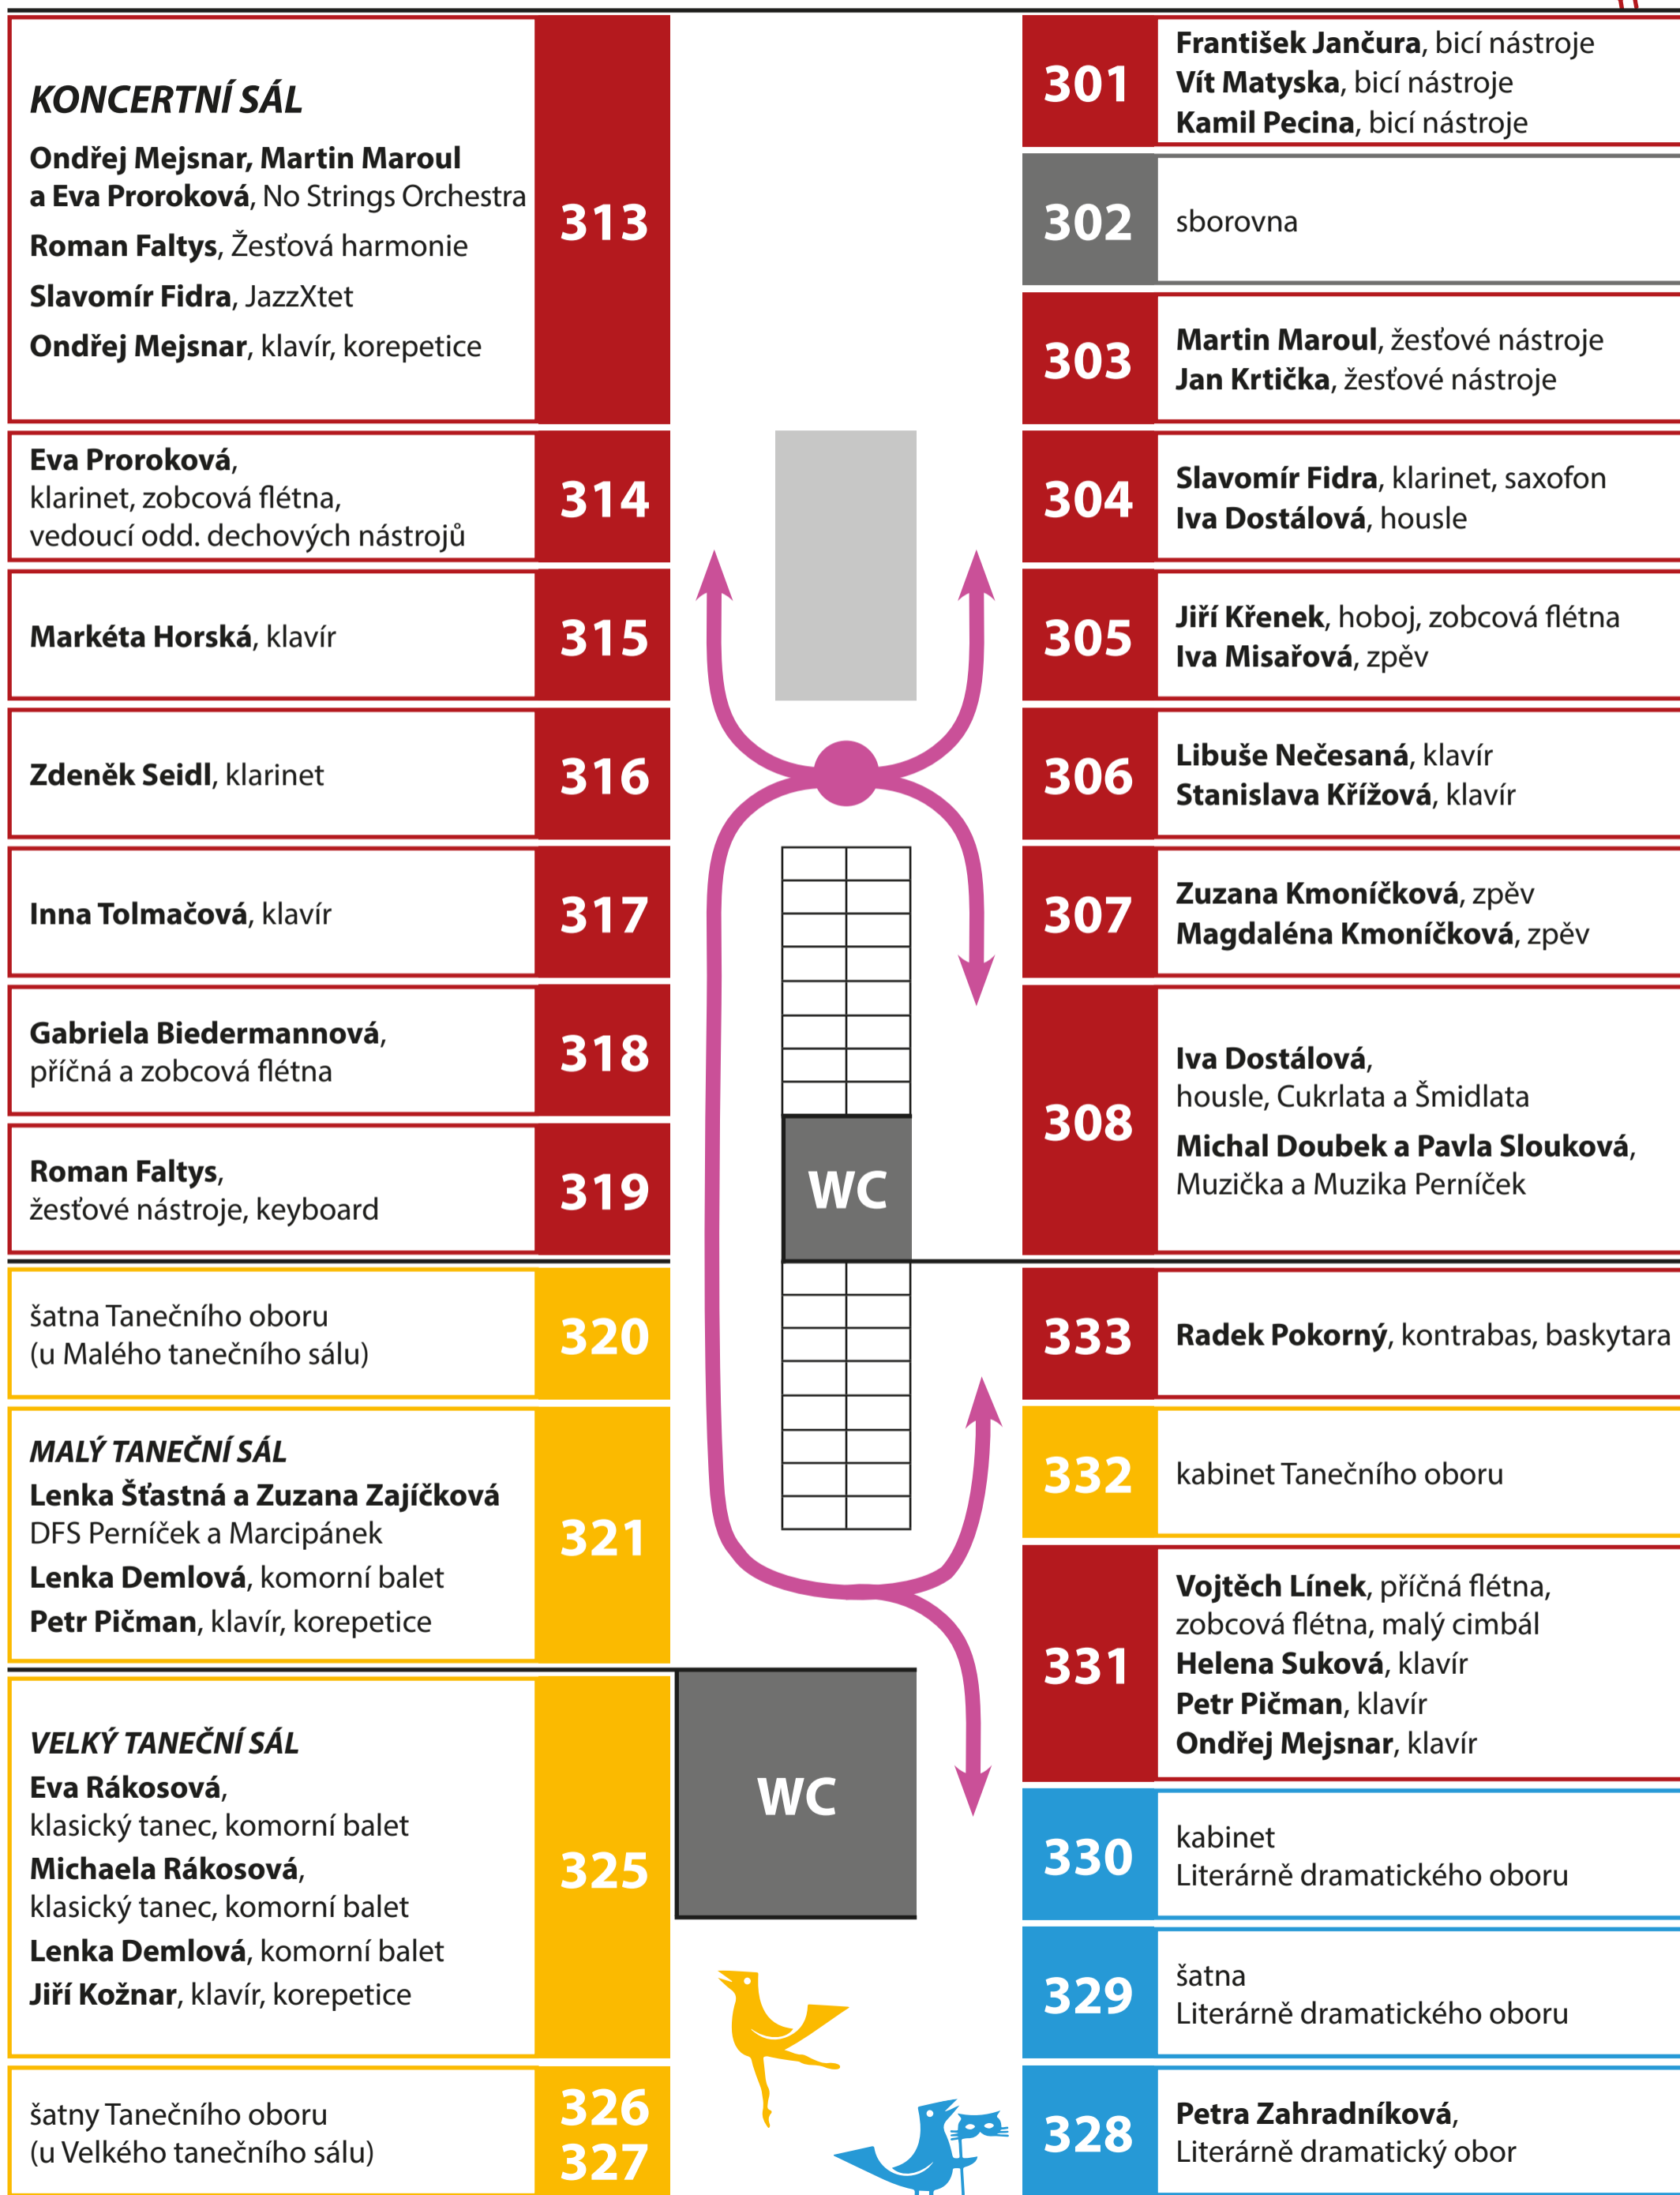 KONCERTNÍ SÁL
Ondřej Mejsnar, Martin Maroul
a Eva Proroková, No Strings Orchestra
Roman Faltys, Žesťová harmonie
Slavomír Fidra, JazzXtet
Ondřej Mejsnar, klavír, korepetice
313
Eva Proroková,
klarinet, zobcová flétna,
vedoucí odd. dechových nástrojů
314
Markéta Horská, klavír
315
Zdeněk Seidl, klarinet
316
Inna Tolmačová, klavír
317
Gabriela Biedermannová,
příčná a zobcová flétna
318
Roman Faltys,
žesťové nástroje, keyboard
319
šatna Tanečního oboru
(u Malého tanečního sálu)
320
MALÝ TANEČNÍ SÁL
Lenka Šťastná a Zuzana Zajíčková
DFS Perníček a Marcipánek
Lenka Demlová, komorní balet
Petr Pičman, klavír, korepetice
321
VELKÝ TANEČNÍ SÁL
Eva Rákosová,
klasický tanec, komorní balet
Michaela Rákosová,
klasický tanec, komorní balet
Lenka Demlová, komorní balet
Jiří Kožnar, klavír, korepetice
325
šatny Tanečního oboru
(u Velkého tanečního sálu)
326
327
WC
WC
301
František Jančura, bicí nástroje
Vít Matyska, bicí nástroje
Kamil Pecina, bicí nástroje
302
sborovna
303
Martin Maroul, žesťové nástroje
Jan Krtička, žesťové nástroje
304
Slavomír Fidra, klarinet, saxofon
Iva Dostálová, housle
305
Jiří Křenek, hoboj, zobcová flétna
Iva Misařová, zpěv
306
Libuše Nečesaná, klavír
Stanislava Křížová, klavír
307
Zuzana Kmoníčková, zpěv
Magdaléna Kmoníčková, zpěv
308
Iva Dostálová,
housle, Cukrlata a Šmidlata
Michal Doubek a Pavla Slouková,
Muzička a Muzika Perníček
333
Radek Pokorný, kontrabas, baskytara
332
kabinet Tanečního oboru
331
Vojtěch Línek, příčná flétna,
zobcová flétna, malý cimbál
Helena Suková, klavír
Petr Pičman, klavír
Ondřej Mejsnar, klavír
330
kabinet
Literárně dramatického oboru
329
šatna
Literárně dramatického oboru
328
Petra Zahradníková,
Literárně dramatický obor